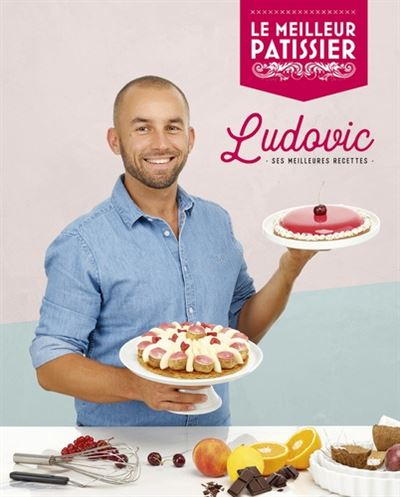 LE MEILLEUR
PATISSIER
Ludovic
· SES MEILLEURES RECETTES ·